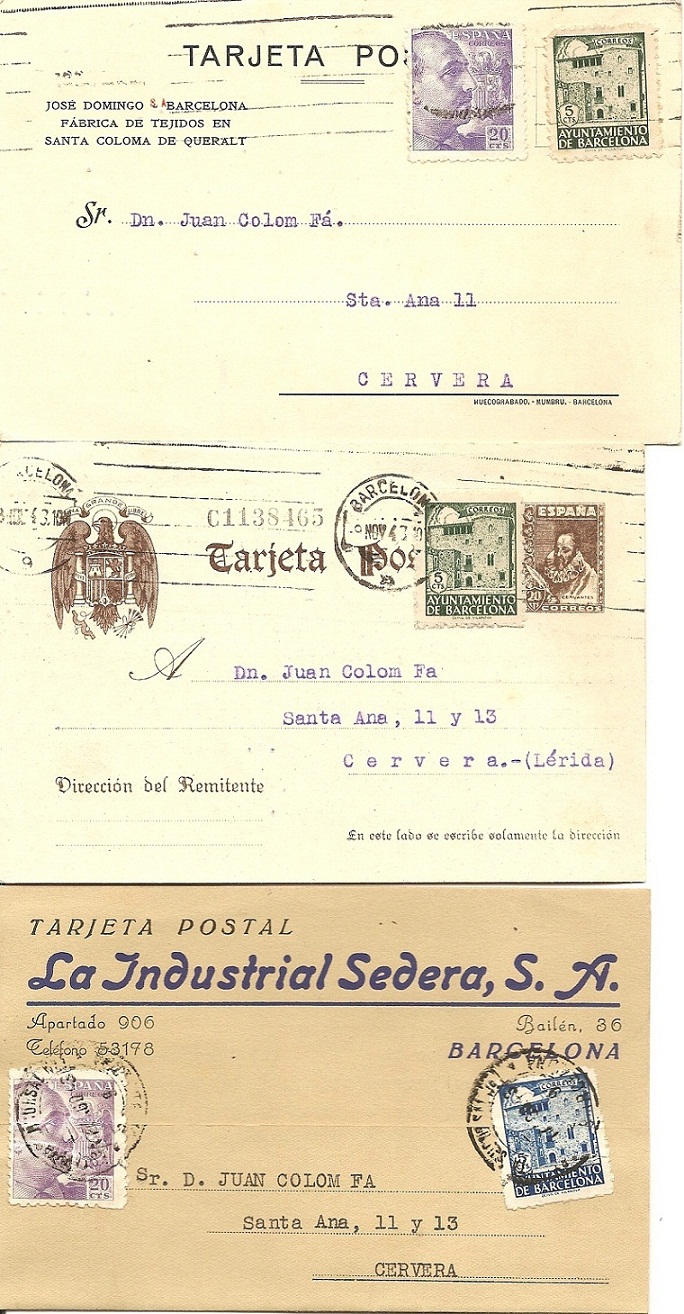 TARJETA
JOSÉ DOMINGO S A BARCELONA
FÁBRICA DE TEJIDOS EN
SANTA COLOMA DE QUERALT
ESPAÑA
CORREOS
20
CTS
CORREOS
5
CTS
AYUNTAMIENTO
DE BARCELONA
Sr. Dn. Juan Colom Fá.
Sta. Ana 11
CERVERA
HUECOGRABADO. - MUMBRU. - BARCELONA
C1138465
Tarjeta Pos
BARCELON
9 NOV 43
CORREOS
5
CTS
AYUNTAMIENTO
DE BARCELONA
ESPAÑA
20
CERVANTES
CORREOS
A Dn. Juan Colom Fa
Santa Ana, 11 y 13
Cervera.-(Lérida)
Dirección del Remitente
En este lado se escribe solamente la dirección
TARJETA POSTAL
La Industrial Sedera, S. A.
Apartado 906
Bailén, 36
Teléfono 53178
BARCELONA
ESPAÑA
20
CTS
CORREOS
DE BARCELONA
Sr. D. JUAN COLOM FA
Santa Ana, 11 y 13
CERVERA